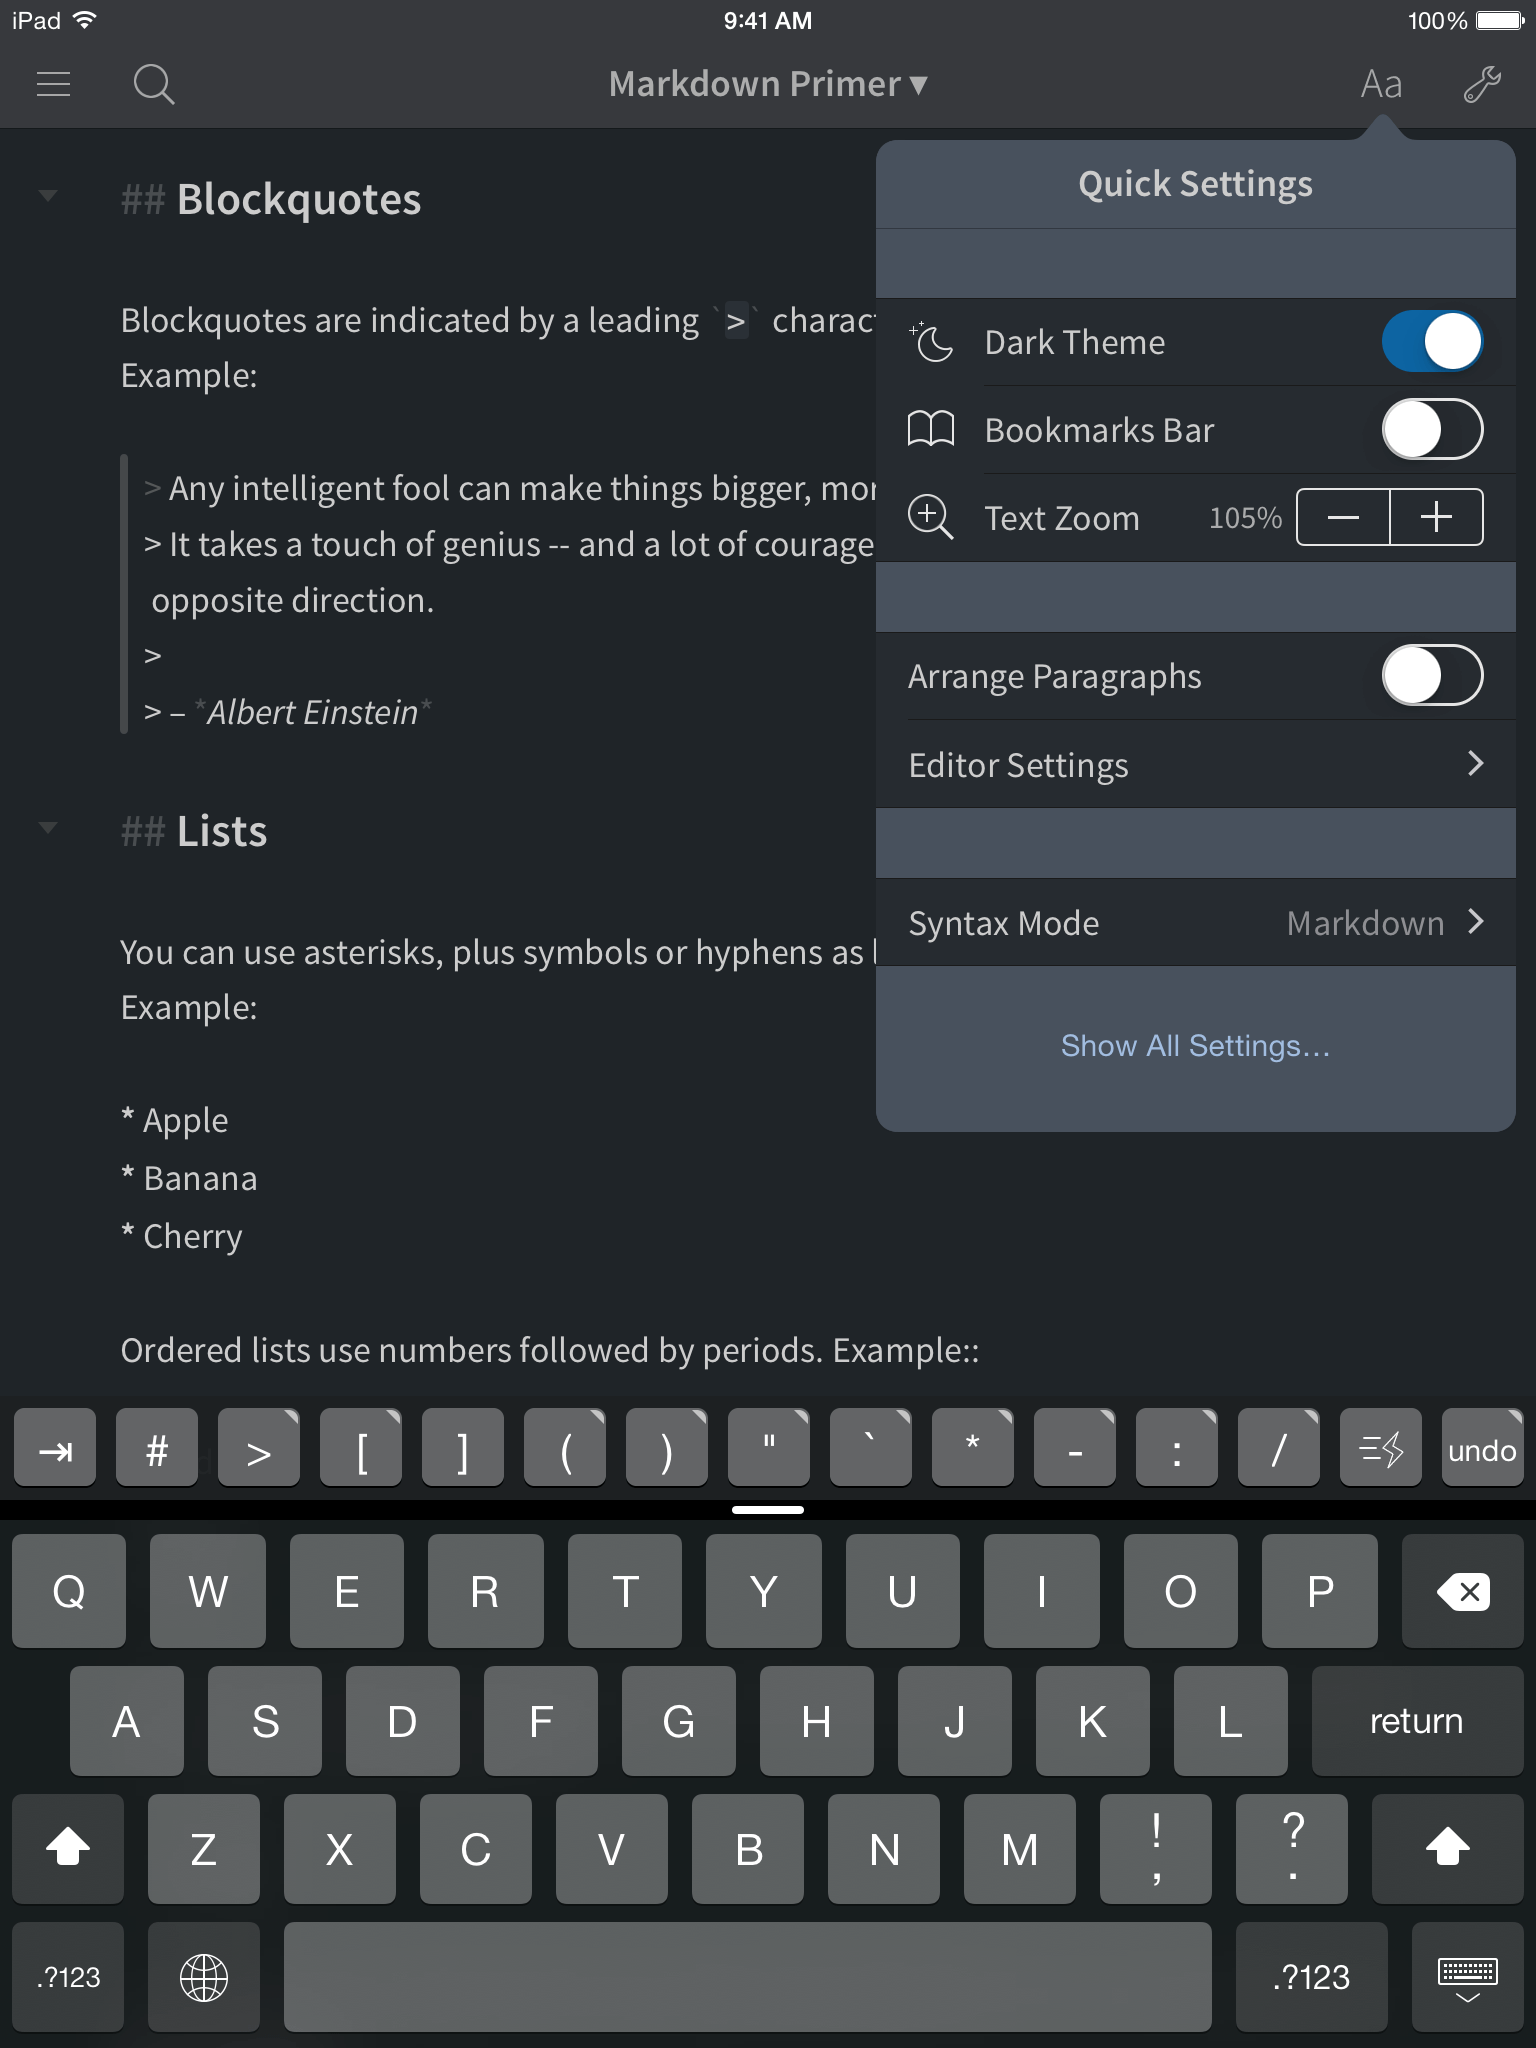 iPad 9:41 AM 100%
Markdown Primer ▾ Aa
## Blockquotes
Blockquotes are indicated by a leading `>`
Example:
> Any intelligent fool can make things bigger,
> It takes a touch of genius -- and a lot of courage
opposite direction.
>
> – *Albert Einstein*
## Lists
You can use asterisks, plus symbols or hyphens as
Example:
* Apple
* Banana
* Cherry
Ordered lists use numbers followed by periods. Example::
Quick Settings
Dark Theme
Bookmarks Bar
Text Zoom 105% — +
Arrange Paragraphs
Editor Settings >
Syntax Mode Markdown >
Show All Settings...
⇥ # > [ ] ( ) " ` * - : / undo
Q W E R T Y U I O P
A S D F G H J K L return
Z X C V B N M ! , ? .
.?123 .?123